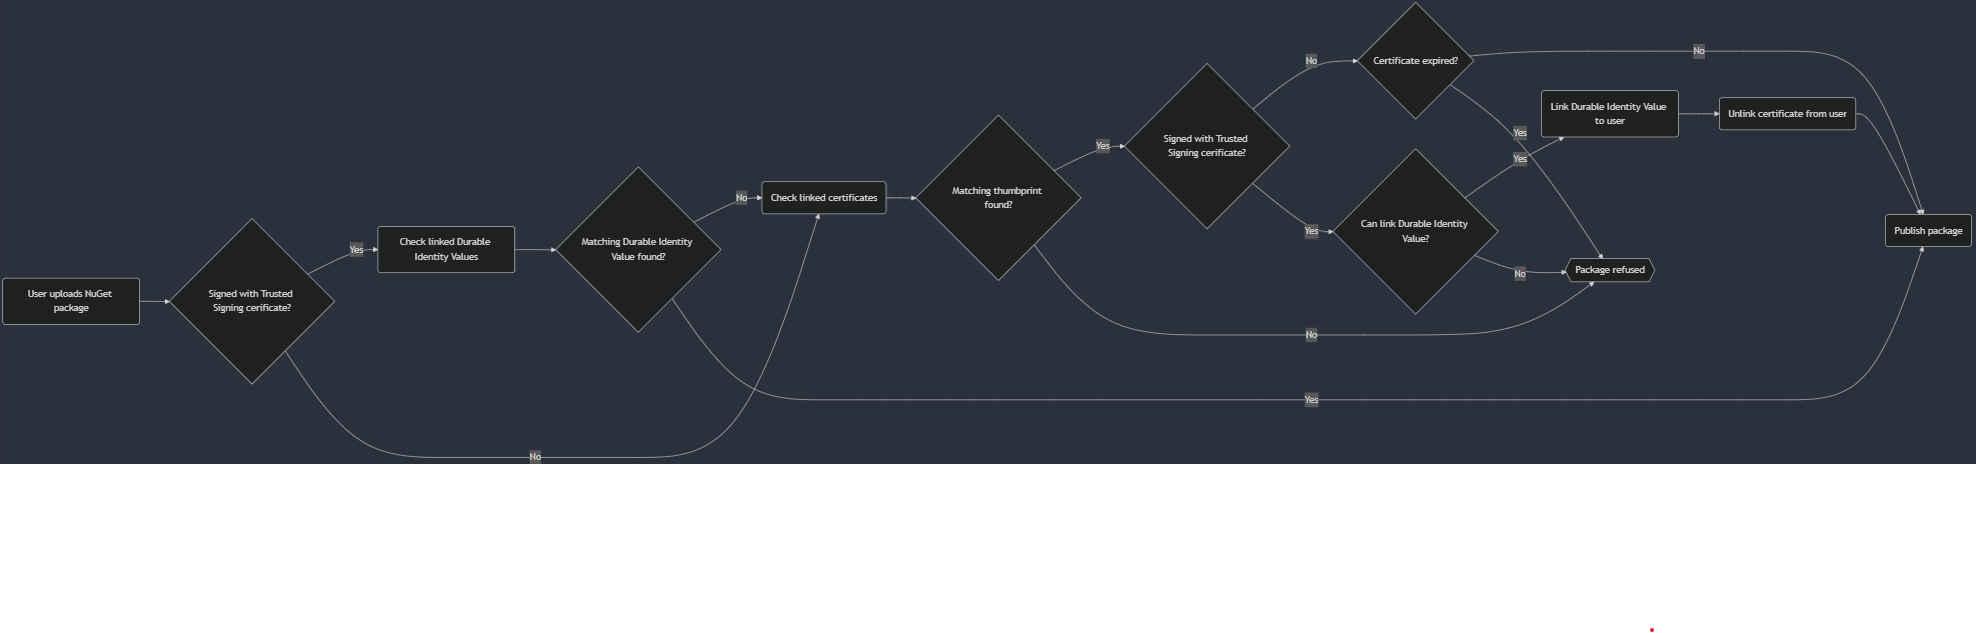 User uploads NuGet
package
Signed with Trusted
Signing cerificate?
Yes
No
Check linked Durable
Identity Values
Matching Durable Identity
Value found?
No
Yes
Check linked certificates
Matching thumbprint
found?
Yes
No
Signed with Trusted
Signing cerificate?
No
Yes
Certificate expired?
No
Yes
Can link Durable Identity
Value?
Yes
No
Link Durable Identity Value
to user
Unlink certificate from user
Package refused
Publish package